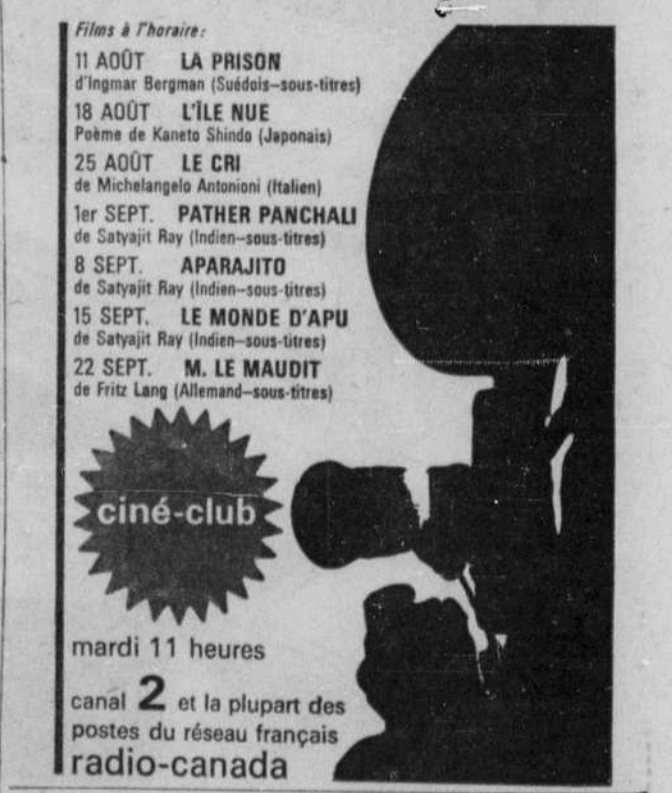 Films à l'horaire:
11 AOÛT LA PRISON
d'Ingmar Bergman (Suédois–sous-titres)
18 AOÛT L'ÎLE NUE
Poème de Kaneto Shindo (Japonais)
25 AOÛT LE CRI
de Michelangelo Antonioni (Italien)
1er SEPT. PATHER PANCHALI
de Satyajit Ray (Indien–sous-titres)
8 SEPT. APARAJITO
de Satyajit Ray (Indien–sous-titres)
15 SEPT. LE MONDE D'APU
de Satyajit Ray (Indien–sous-titres)
22 SEPT. M. LE MAUDIT
de Fritz Lang (Allemand–sous-titres)
ciné-club
mardi 11 heures
canal 2 et la plupart des
postes du réseau français
radio-canada